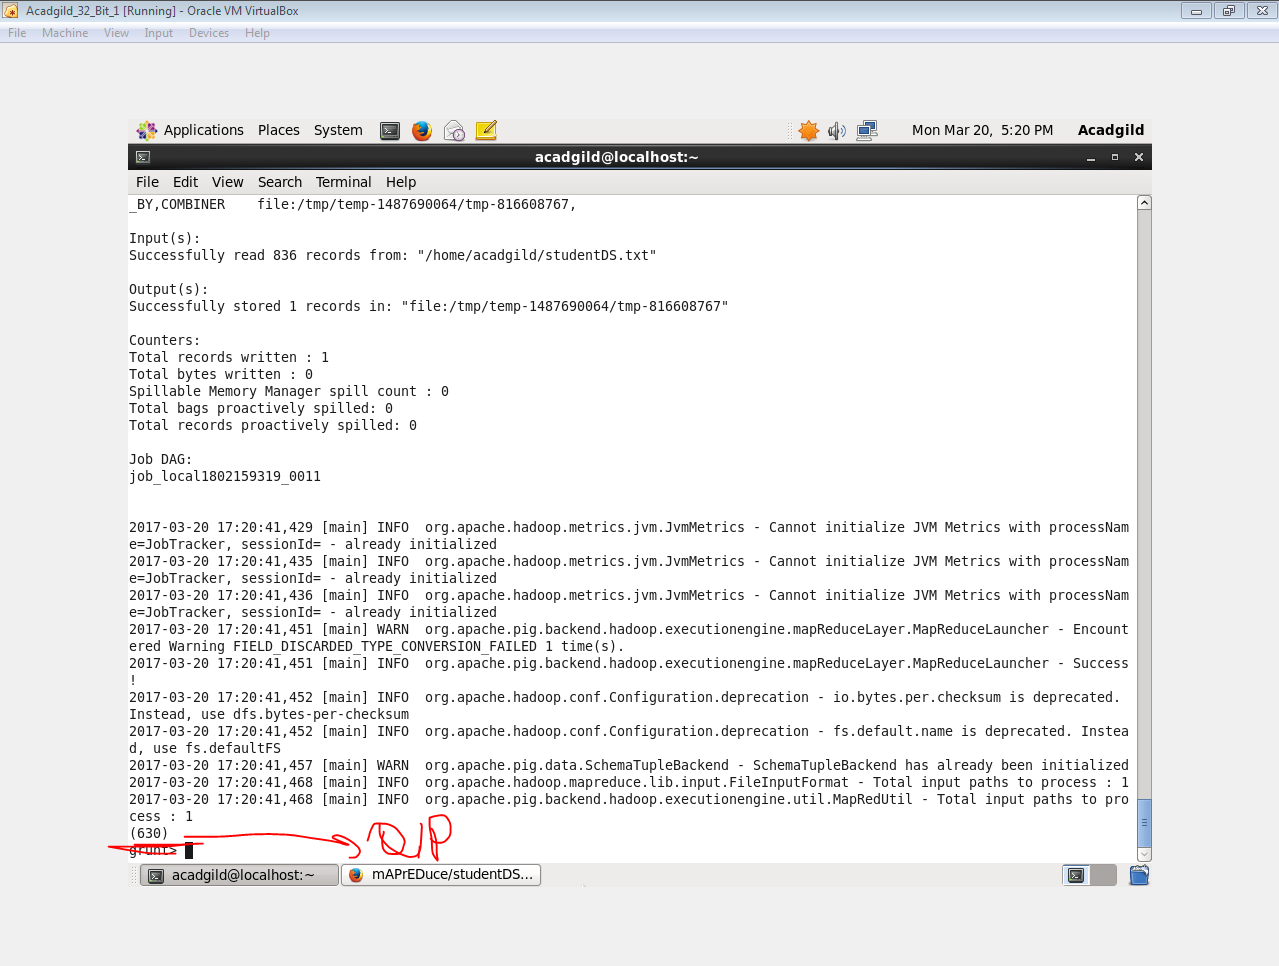 Acadgild_32_Bit_1 [Running] - Oracle VM VirtualBox
File Machine View Input Devices Help
Applications Places System Mon Mar 20, 5:20 PM Acadgild
acadgild@localhost:~
File Edit View Search Terminal Help
_BY,COMBINER    file:/tmp/temp-1487690064/tmp-816608767,
Input(s):
Successfully read 836 records from: "/home/acadgild/studentDS.txt"
Output(s):
Successfully stored 1 records in: "file:/tmp/temp-1487690064/tmp-816608767"
Counters:
Total records written : 1
Total bytes written : 0
Spillable Memory Manager spill count : 0
Total bags proactively spilled: 0
Total records proactively spilled: 0
Job DAG:
job_local1802159319_0011
2017-03-20 17:20:41,429 [main] INFO  org.apache.hadoop.metrics.jvm.JvmMetrics - Cannot initialize JVM Metrics with processNam
e=JobTracker, sessionId= - already initialized
2017-03-20 17:20:41,435 [main] INFO  org.apache.hadoop.metrics.jvm.JvmMetrics - Cannot initialize JVM Metrics with processNam
e=JobTracker, sessionId= - already initialized
2017-03-20 17:20:41,436 [main] INFO  org.apache.hadoop.metrics.jvm.JvmMetrics - Cannot initialize JVM Metrics with processNam
e=JobTracker, sessionId= - already initialized
2017-03-20 17:20:41,451 [main] WARN  org.apache.pig.backend.hadoop.executionengine.mapReduceLayer.MapReduceLauncher - Encount
ered Warning FIELD_DISCARDED_TYPE_CONVERSION_FAILED 1 time(s).
2017-03-20 17:20:41,451 [main] INFO  org.apache.pig.backend.hadoop.executionengine.mapReduceLayer.MapReduceLauncher - Success
!
2017-03-20 17:20:41,452 [main] INFO  org.apache.hadoop.conf.Configuration.deprecation - io.bytes.per.checksum is deprecated.
Instead, use dfs.bytes-per-checksum
2017-03-20 17:20:41,452 [main] INFO  org.apache.hadoop.conf.Configuration.deprecation - fs.default.name is deprecated. Instea
d, use fs.defaultFS
2017-03-20 17:20:41,457 [main] WARN  org.apache.pig.data.SchemaTupleBackend - SchemaTupleBackend has already been initialized
2017-03-20 17:20:41,468 [main] INFO  org.apache.hadoop.mapreduce.lib.input.FileInputFormat - Total input paths to process : 1
2017-03-20 17:20:41,468 [main] INFO  org.apache.pig.backend.hadoop.executionengine.util.MapRedUtil - Total input paths to pro
cess : 1
(630) O/P
grunt>
acadgild@localhost:~ mAPrEDuce/studentDS...